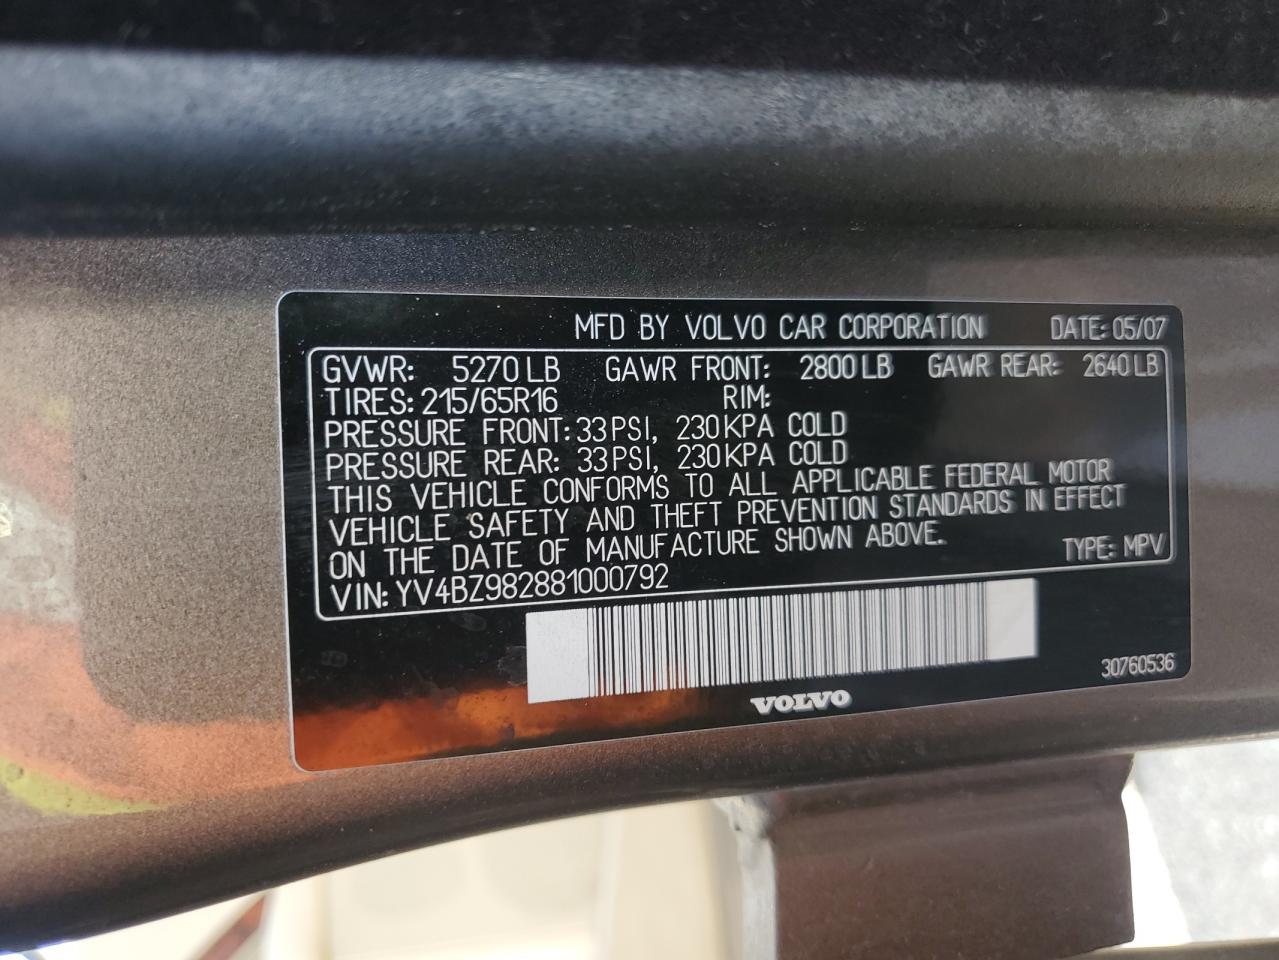 MFD BY VOLVO CAR CORPORATION DATE: 05/07
GVWR: 5270 LB GAWR FRONT: 2800 LB GAWR REAR: 2640 LB
TIRES: 215/65R16 RIM:
PRESSURE FRONT: 33 PSI, 230 KPA COLD
PRESSURE REAR: 33 PSI, 230 KPA COLD
THIS VEHICLE CONFORMS TO ALL APPLICABLE FEDERAL MOTOR
VEHICLE SAFETY AND THEFT PREVENTION STANDARDS IN EFFECT
ON THE DATE OF MANUFACTURE SHOWN ABOVE.
TYPE: MPV
VIN: YV4BZ982881000792
30760536
VOLVO